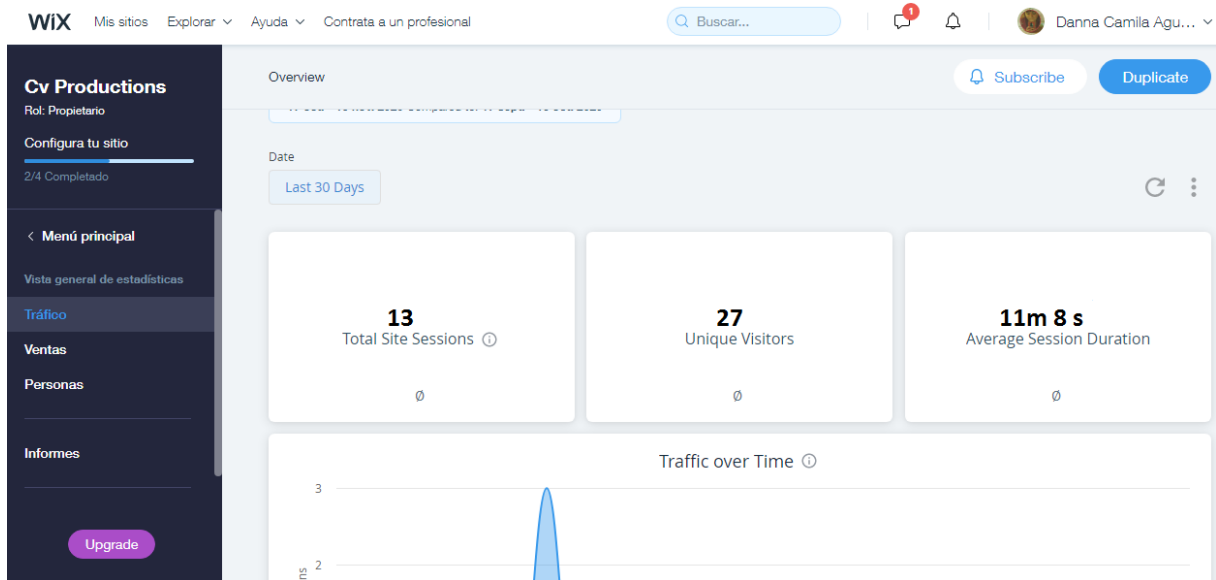 WiX Mis sitios Explorar Ayuda Contrata a un profesional Buscar... 1 Danna Camila Agu...
Cv Productions
Rol: Propietario
Configura tu sitio
2/4 Completado
Menú principal
Vista general de estadísticas
Tráfico
Ventas
Personas
Informes
Upgrade
Overview Subscribe Duplicate
Date
Last 30 Days
13
Total Site Sessions
Ø
27
Unique Visitors
Ø
11m 8 s
Average Session Duration
Ø
Traffic over Time
3
2